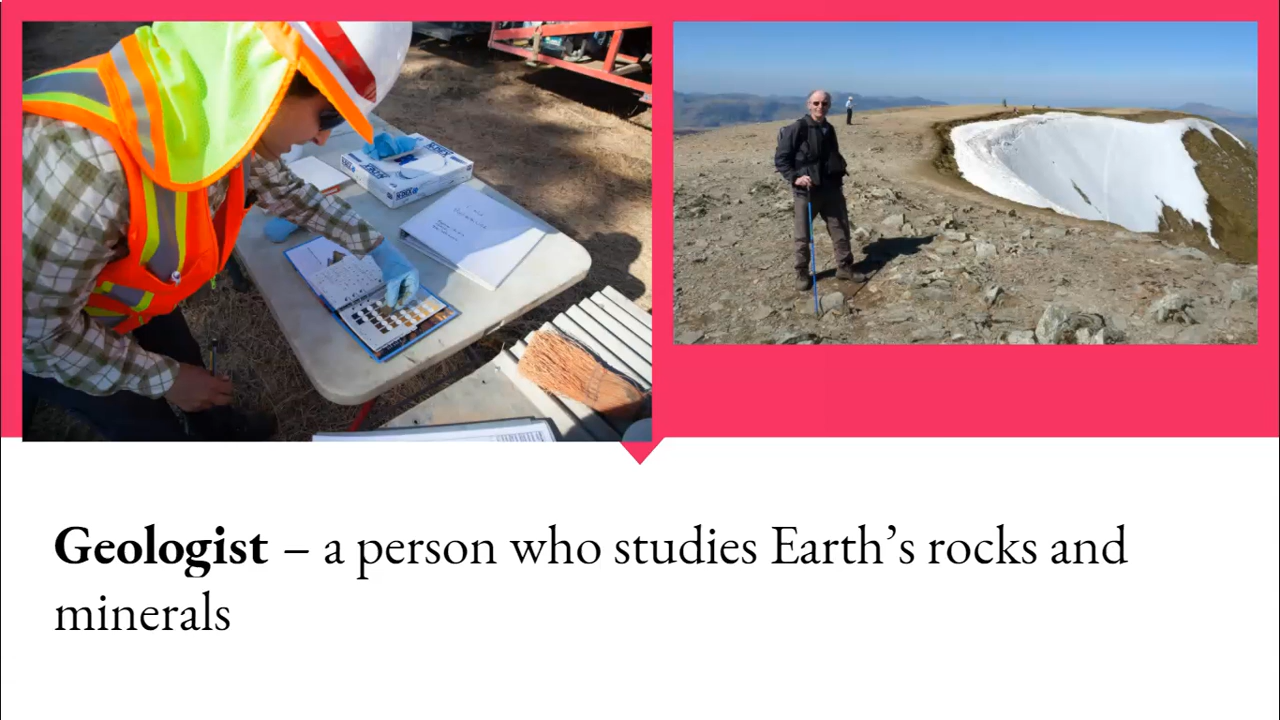 Geologist – a person who studies Earth’s rocks and
minerals